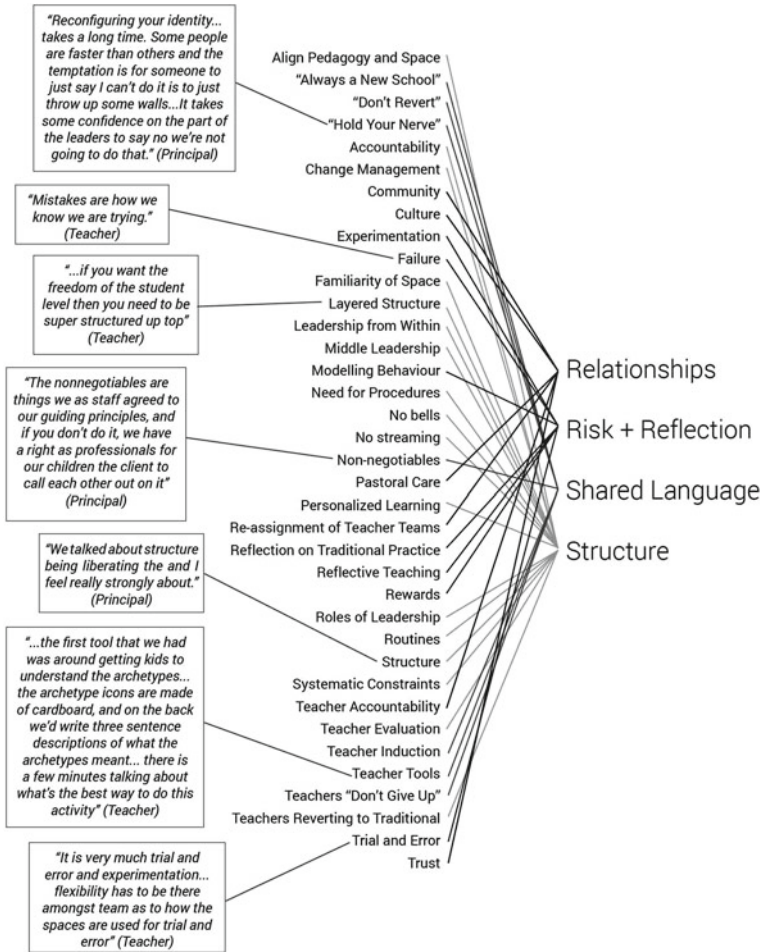 “Reconfiguring your identity...
takes a long time. Some people
are faster than others and the
temptation is for someone to
just say I can’t do it is to just
throw up some walls...It takes
some confidence on the part of
the leaders to say no we’re not
going to do that.” (Principal)
“Mistakes are how we
know we are trying.”
(Teacher)
“...if you want the
freedom of the student
level then you need to be
super structured up top”
(Teacher)
“The nonnegotiables are
things we as staff agreed to
our guiding principles, and
if you don’t do it, we have
a right as professionals for
our children the client to
call each other out on it”
(Principal)
“We talked about structure
being liberating the and I
feel really strongly about.”
(Principal)
“...the first tool that we had
was around getting kids to
understand the archetypes...
the archetype icons are made
of cardboard, and on the back
we’d write three sentence
descriptions of what the
archetypes meant... there is
a few minutes talking about
what’s the best way to do this
activity” (Teacher)
“It is very much trial and
error and experimentation...
flexibility has to be there
amongst team as to how the
spaces are used for trial and
error” (Teacher)
Align Pedagogy and Space
“Always a New School”
“Don’t Revert”
“Hold Your Nerve”
Accountability
Change Management
Community
Culture
Experimentation
Failure
Familiarity of Space
Layered Structure
Leadership from Within
Middle Leadership
Modelling Behaviour
Need for Procedures
No bells
No streaming
Non-negotiables
Pastoral Care
Personalized Learning
Re-assignment of Teacher Teams
Reflection on Traditional Practice
Reflective Teaching
Rewards
Roles of Leadership
Routines
Structure
Systematic Constraints
Teacher Accountability
Teacher Evaluation
Teacher Induction
Teacher Tools
Teachers “Don’t Give Up”
Teachers Reverting to Traditional
Trial and Error
Trust
Relationships
Risk + Reflection
Shared Language
Structure